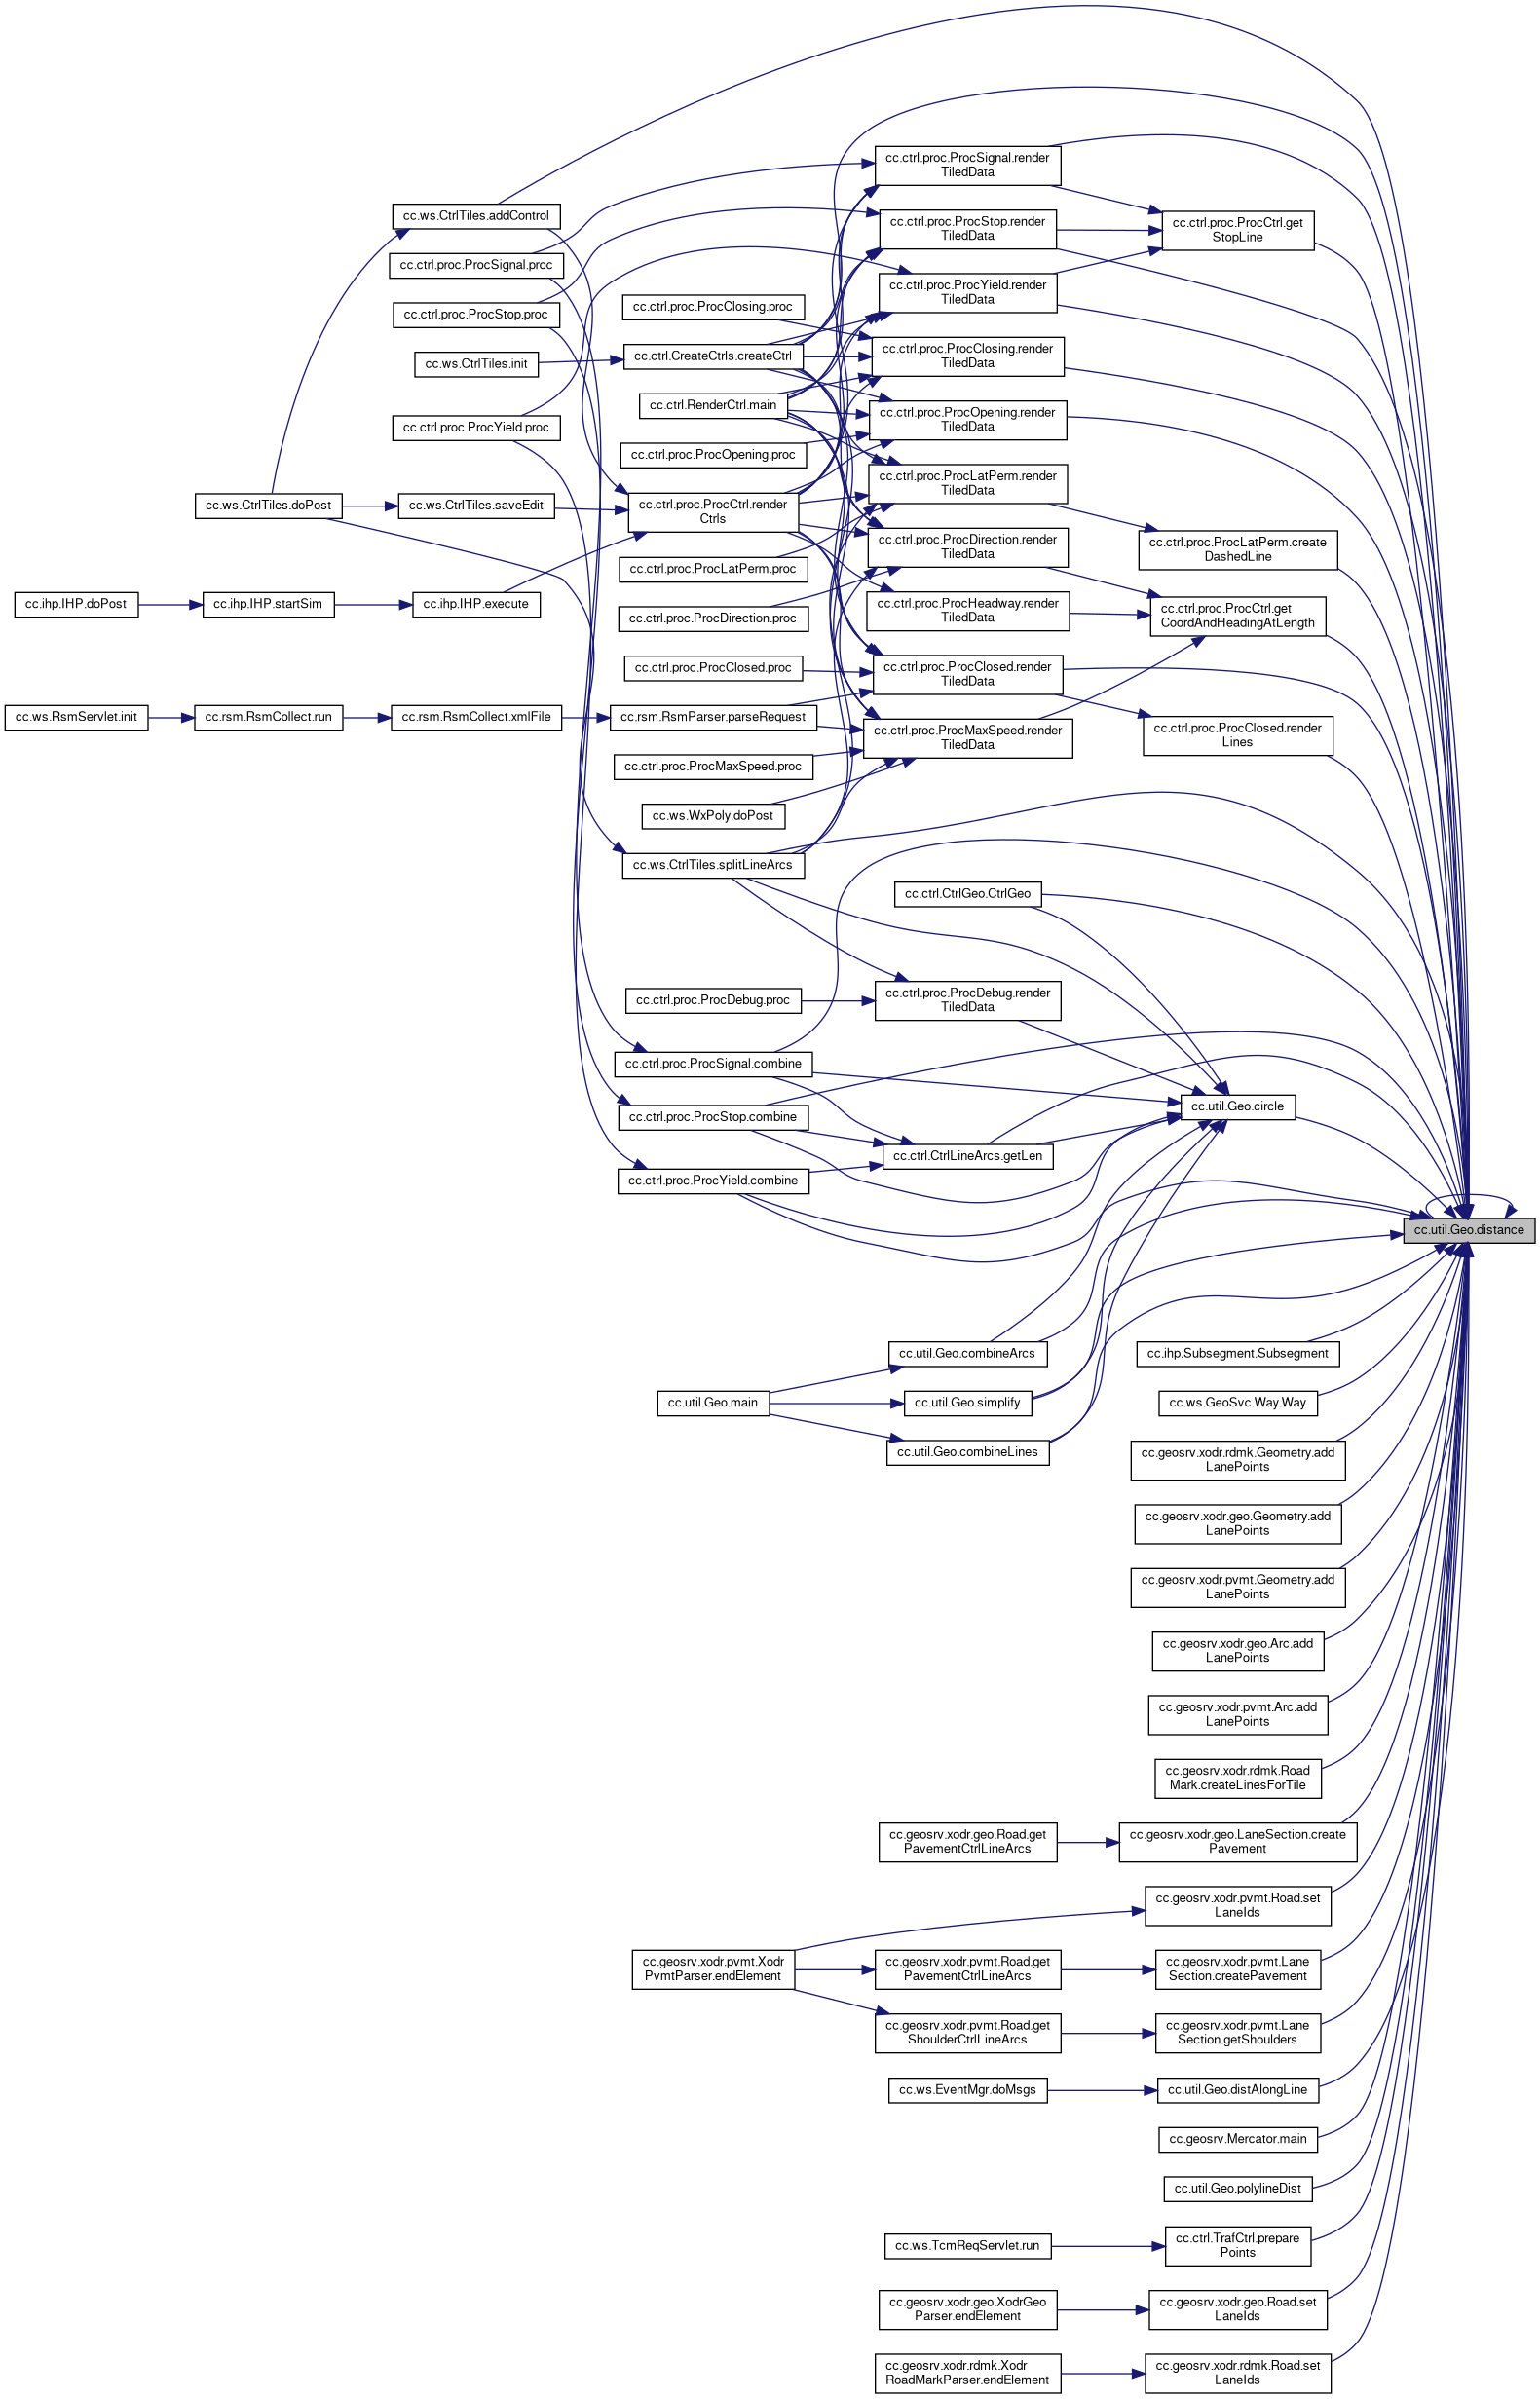 cc.ctrl.proc.ProcSignal.render
TiledData
cc.ws.CtrlTiles.addControl
cc.ctrl.proc.ProcStop.render
TiledData
cc.ctrl.proc.ProcCtrl.get
StopLine
cc.ctrl.proc.ProcSignal.proc
cc.ctrl.proc.ProcYield.render
TiledData
cc.ctrl.proc.ProcClosing.proc
cc.ctrl.proc.ProcStop.proc
cc.ctrl.CreateCtrls.createCtrl
cc.ctrl.proc.ProcClosing.render
TiledData
cc.ws.CtrlTiles.init
cc.ctrl.RenderCtrl.main
cc.ctrl.proc.ProcOpening.render
TiledData
cc.ctrl.proc.ProcYield.proc
cc.ctrl.proc.ProcOpening.proc
cc.ctrl.proc.ProcLatPerm.render
TiledData
cc.ws.CtrlTiles.doPost
cc.ws.CtrlTiles.saveEdit
cc.ctrl.proc.ProcCtrl.render
Ctrls
cc.ctrl.proc.ProcDirection.render
TiledData
cc.ctrl.proc.ProcLatPerm.create
DashedLine
cc.ctrl.proc.ProcLatPerm.proc
cc.ihp.IHP.doPost
cc.ihp.IHP.startSim
cc.ihp.IHP.execute
cc.ctrl.proc.ProcHeadway.render
TiledData
cc.ctrl.proc.ProcCtrl.get
CoordAndHeadingAtLength
cc.ctrl.proc.ProcDirection.proc
cc.ctrl.proc.ProcClosed.proc
cc.ctrl.proc.ProcClosed.render
TiledData
cc.ws.RsmServlet.init
cc.rsm.RsmCollect.run
cc.rsm.RsmCollect.xmlFile
cc.rsm.RsmParser.parseRequest
cc.ctrl.proc.ProcMaxSpeed.render
TiledData
cc.ctrl.proc.ProcClosed.render
Lines
cc.ctrl.proc.ProcMaxSpeed.proc
cc.ws.WxPoly.doPost
cc.ws.CtrlTiles.splitLineArcs
cc.ctrl.CtrlGeo.CtrlGeo
cc.ctrl.proc.ProcDebug.proc
cc.ctrl.proc.ProcDebug.render
TiledData
cc.ctrl.proc.ProcSignal.combine
cc.ctrl.proc.ProcStop.combine
cc.util.Geo.circle
cc.ctrl.CtrlLineArcs.getLen
cc.ctrl.proc.ProcYield.combine
cc.util.Geo.distance
cc.util.Geo.combineArcs
cc.ihp.Subsegment.Subsegment
cc.util.Geo.main
cc.util.Geo.simplify
cc.ws.GeoSvc.Way.Way
cc.util.Geo.combineLines
cc.geosrv.xodr.rdmk.Geometry.add
LanePoints
cc.geosrv.xodr.geo.Geometry.add
LanePoints
cc.geosrv.xodr.pvmt.Geometry.add
LanePoints
cc.geosrv.xodr.geo.Arc.add
LanePoints
cc.geosrv.xodr.pvmt.Arc.add
LanePoints
cc.geosrv.xodr.rdmk.Road
Mark.createLinesForTile
cc.geosrv.xodr.geo.Road.get
PavementCtrlLineArcs
cc.geosrv.xodr.geo.LaneSection.create
Pavement
cc.geosrv.xodr.pvmt.Road.set
LaneIds
cc.geosrv.xodr.pvmt.Xodr
PvmtParser.endElement
cc.geosrv.xodr.pvmt.Road.get
PavementCtrlLineArcs
cc.geosrv.xodr.pvmt.Lane
Section.createPavement
cc.geosrv.xodr.pvmt.Road.get
ShoulderCtrlLineArcs
cc.geosrv.xodr.pvmt.Lane
Section.getShoulders
cc.ws.EventMgr.doMsgs
cc.util.Geo.distAlongLine
cc.geosrv.Mercator.main
cc.util.Geo.polylineDist
cc.ws.TcmReqServlet.run
cc.ctrl.TrafCtrl.prepare
Points
cc.geosrv.xodr.geo.XodrGeo
Parser.endElement
cc.geosrv.xodr.geo.Road.set
LaneIds
cc.geosrv.xodr.rdmk.Xodr
RoadMarkParser.endElement
cc.geosrv.xodr.rdmk.Road.set
LaneIds